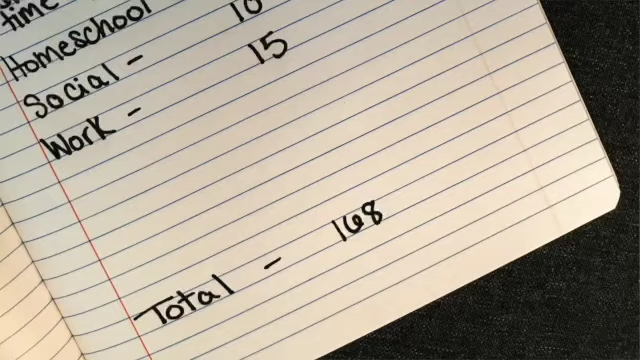 time
Homeschool
Social - 10
Work - 15
Total - 168